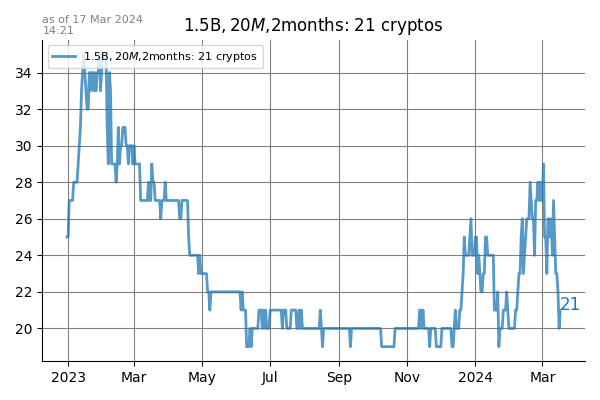 as of 17 Mar 2024
14:21
1.5B, 20M,2months: 21 cryptos
1.5B, 20M,2months: 21 cryptos
34
32
30
28
26
24
22
20
21
2023
Mar
May
Jul
Sep
Nov
2024
Mar